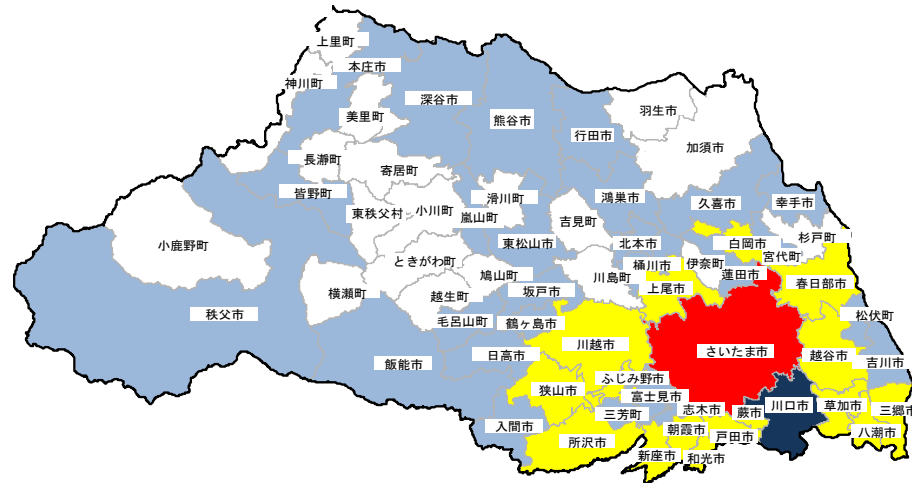 上里町
本庄市
神川町
深谷市
美里町
熊谷市
羽生市
行田市
加須市
長瀞町
寄居町
皆野町
滑川町
鴻巣市
久喜市
幸手市
東秩父村
小川町
嵐山町
吉見町
小鹿野町
東松山市
北本市
白岡市
杉戸町
ときがわ町
鳩山町
桶川市
伊奈町
宮代町
蓮田市
川島町
横瀬町
越生町
坂戸市
上尾市
春日部市
秩父市
毛呂山町
鶴ヶ島市
松伏町
川越市
さいたま市
日高市
飯能市
越谷市
吉川市
ふじみ野市
狭山市
富士見市
三芳町
志木市
蕨市
川口市
草加市
三郷市
入間市
朝霞市
戸田市
八潮市
所沢市
新座市
和光市